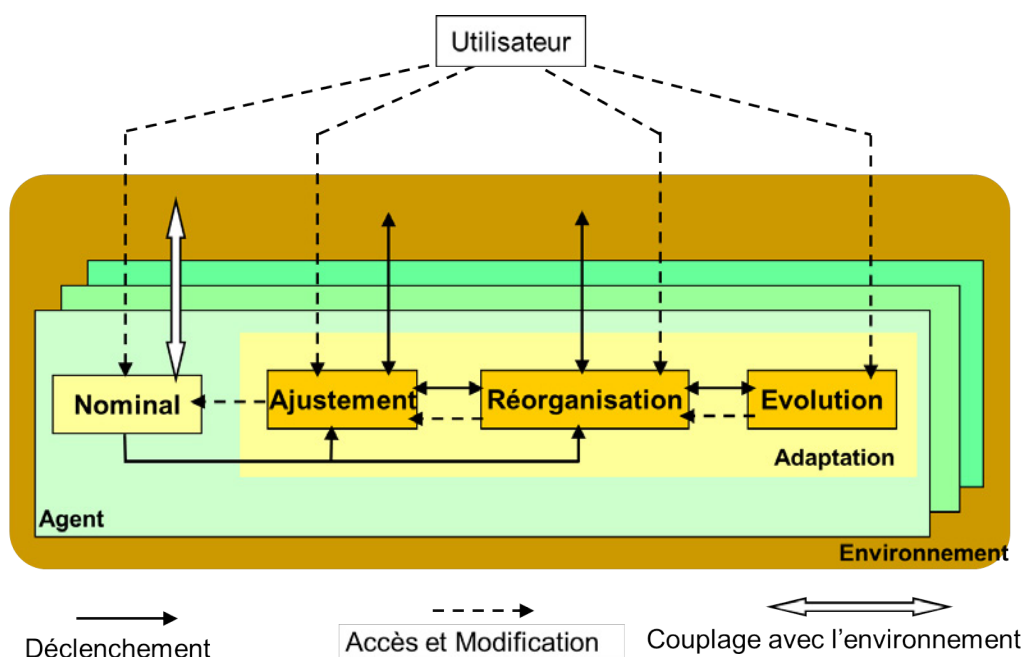 Utilisateur
Nominal
Ajustement
Réorganisation
Evolution
Adaptation
Agent
Environnement
Déclenchement
Accès et Modification
Couplage avec l'environnement